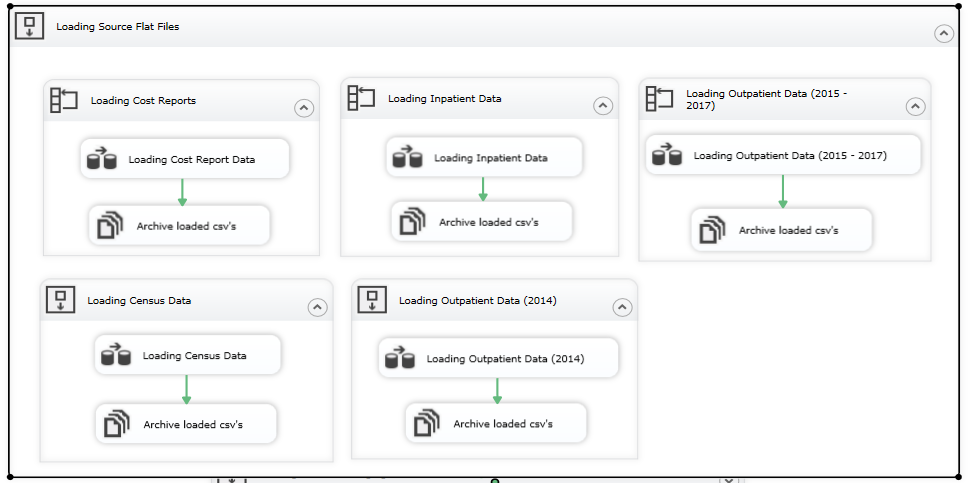 Loading Source Flat Files
Loading Cost Reports
Loading Cost Report Data
Archive loaded csv's
Loading Inpatient Data
Loading Inpatient Data
Archive loaded csv's
Loading Outpatient Data (2015 -
2017)
Loading Outpatient Data (2015 - 2017)
Archive loaded csv's
Loading Census Data
Loading Census Data
Archive loaded csv's
Loading Outpatient Data (2014)
Loading Outpatient Data (2014)
Archive loaded csv's